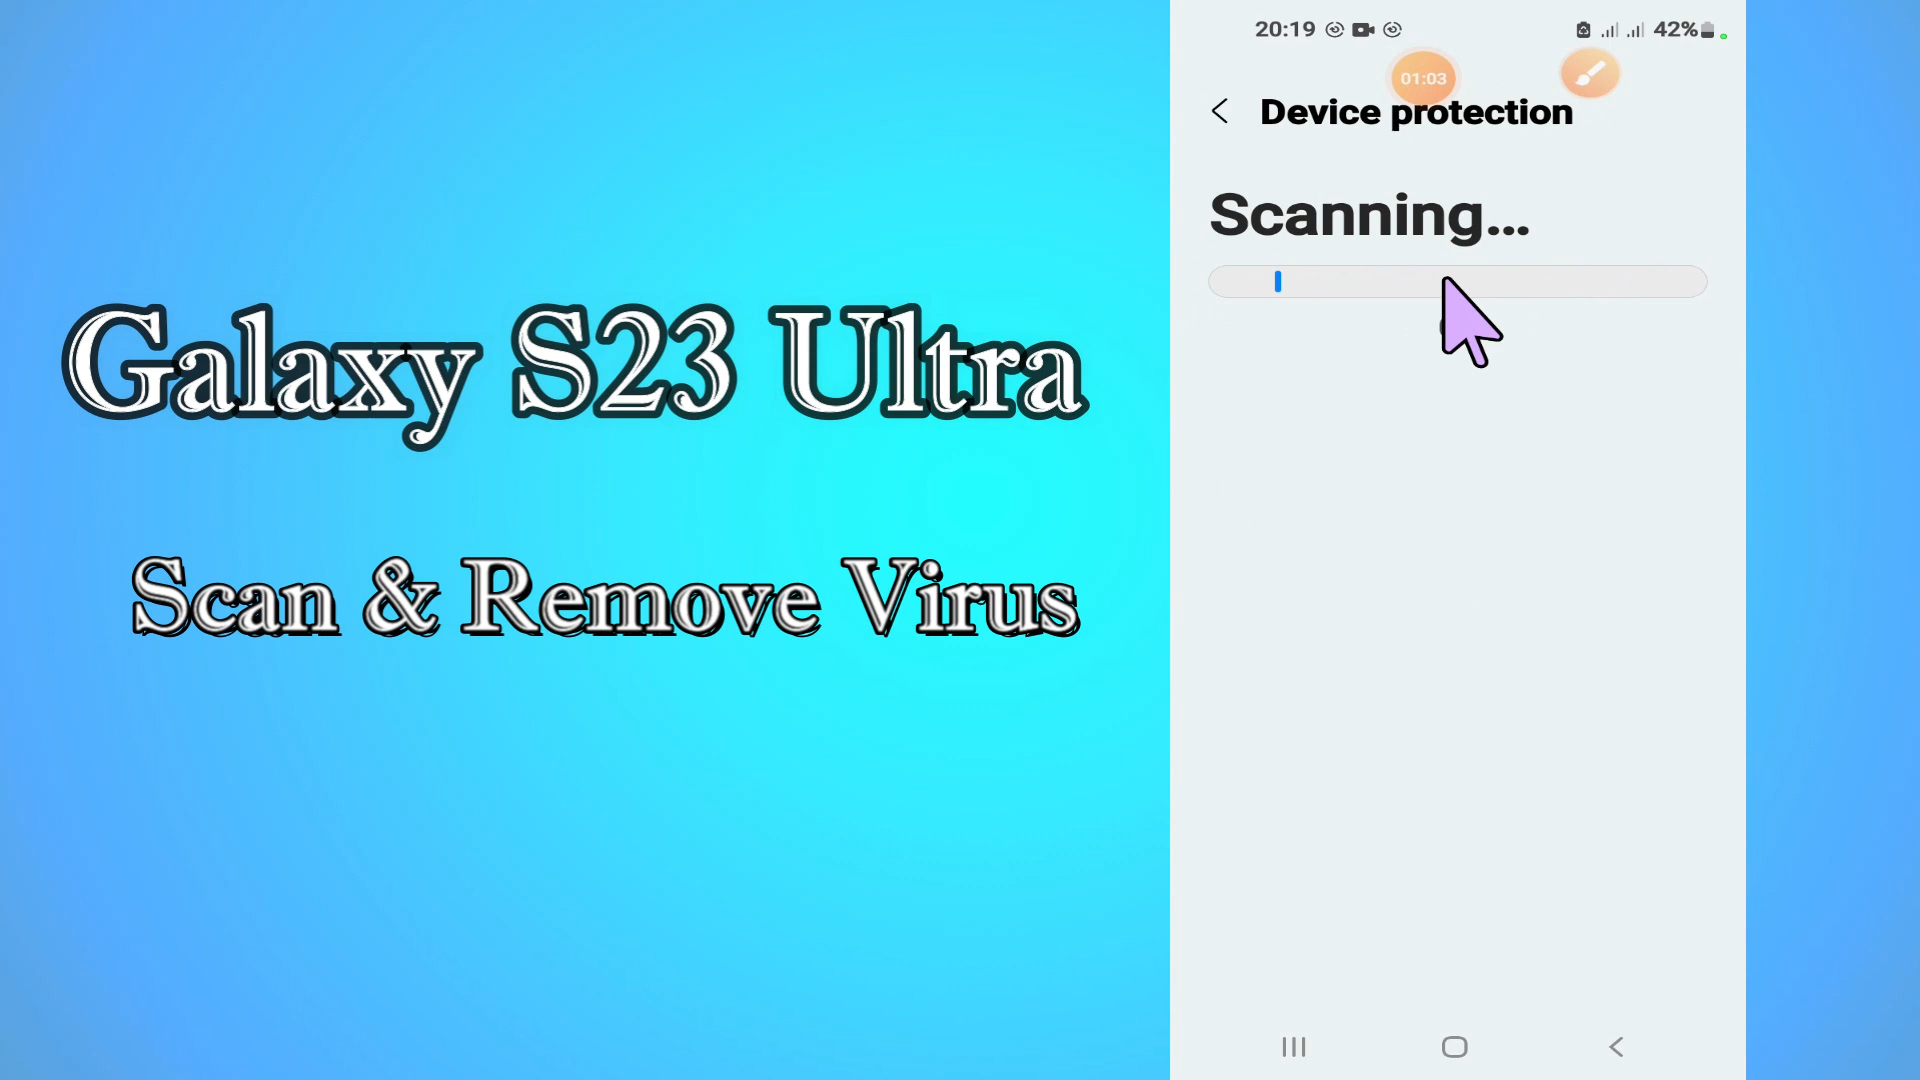 20:19
42%
01:03
Device protection
Scanning...
Galaxy S23 Ultra
Scan & Remove Virus